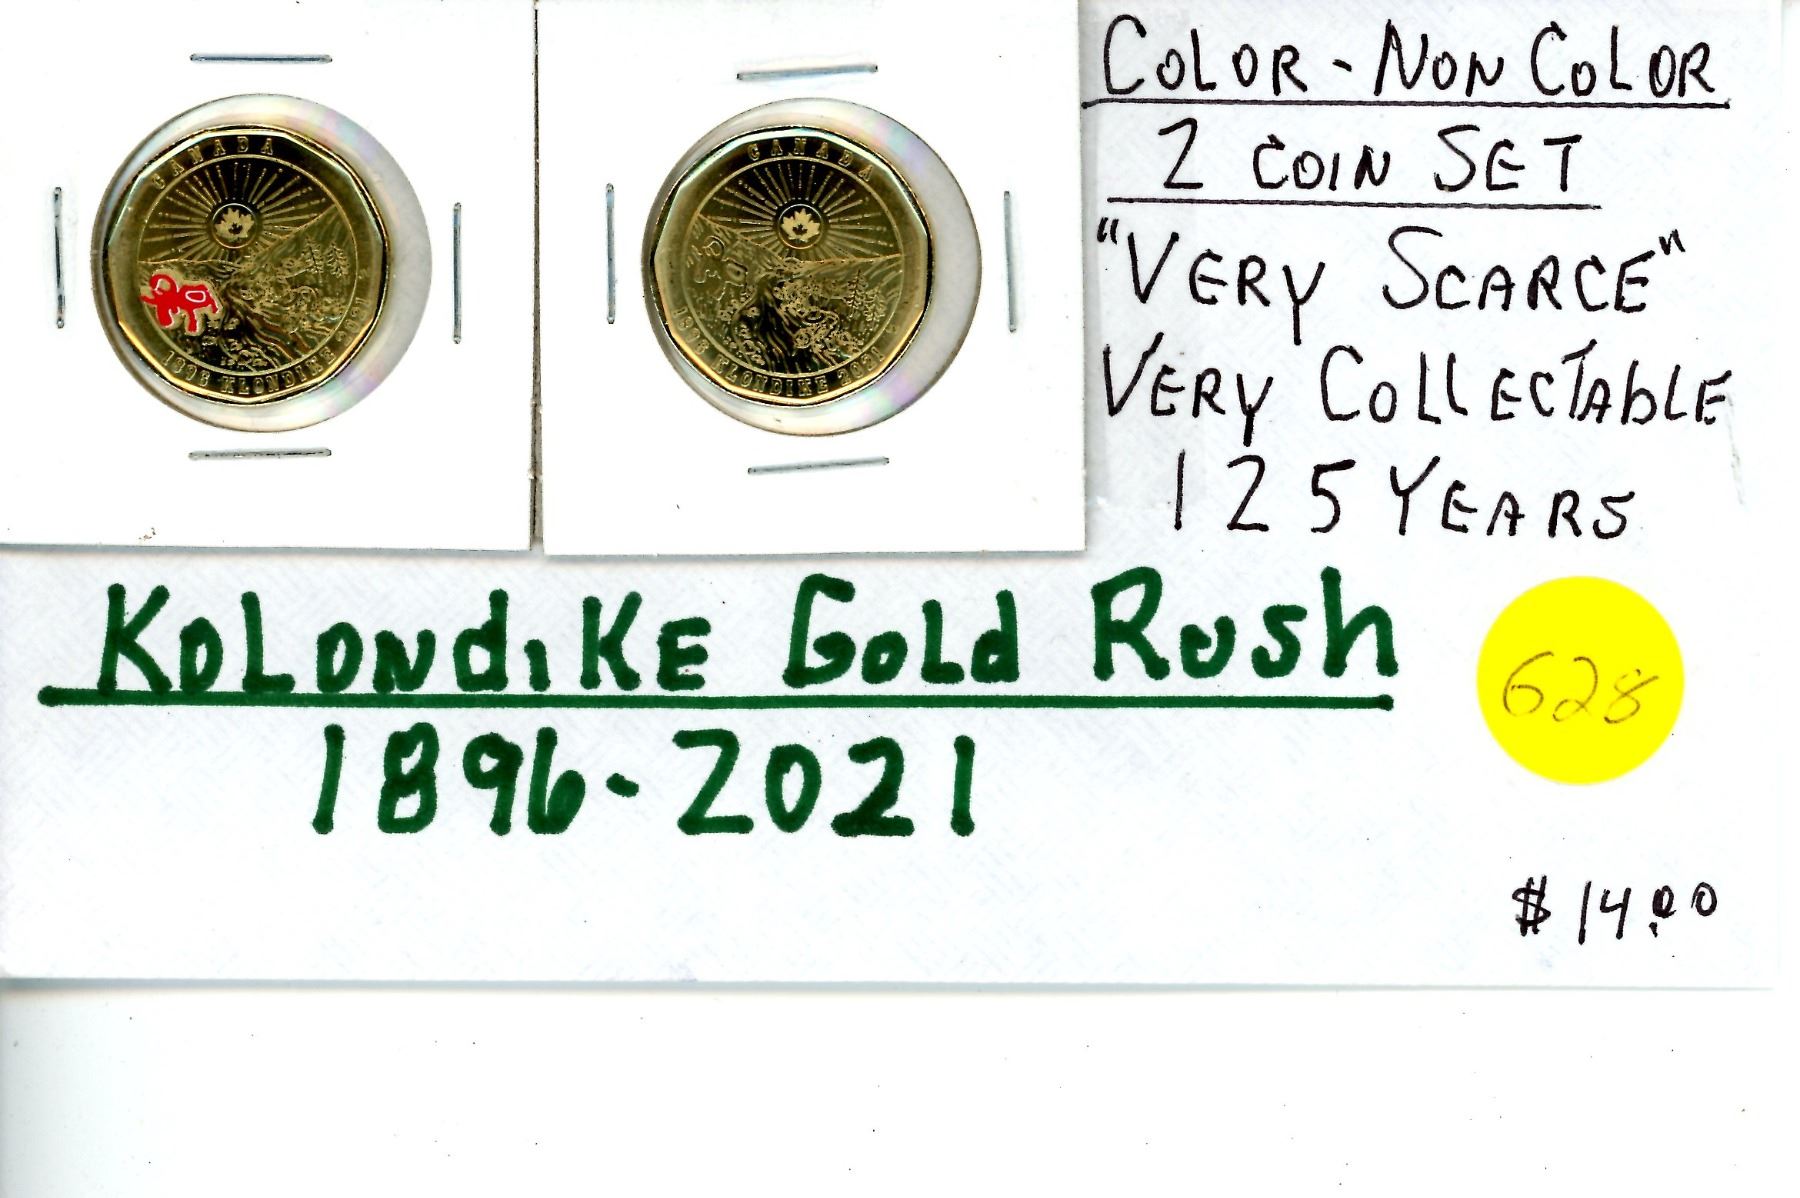 CANADA
1896 KLONDIKE 2021
CANADA
1896 KLONDIKE 2021
COLOR - NON COLOR
2 COIN SET
"VERY SCARCE"
VERY COLLECTABLE
125 YEARS
KOLONDIKE GOLD RUSH
1896-2021
628
$14.00